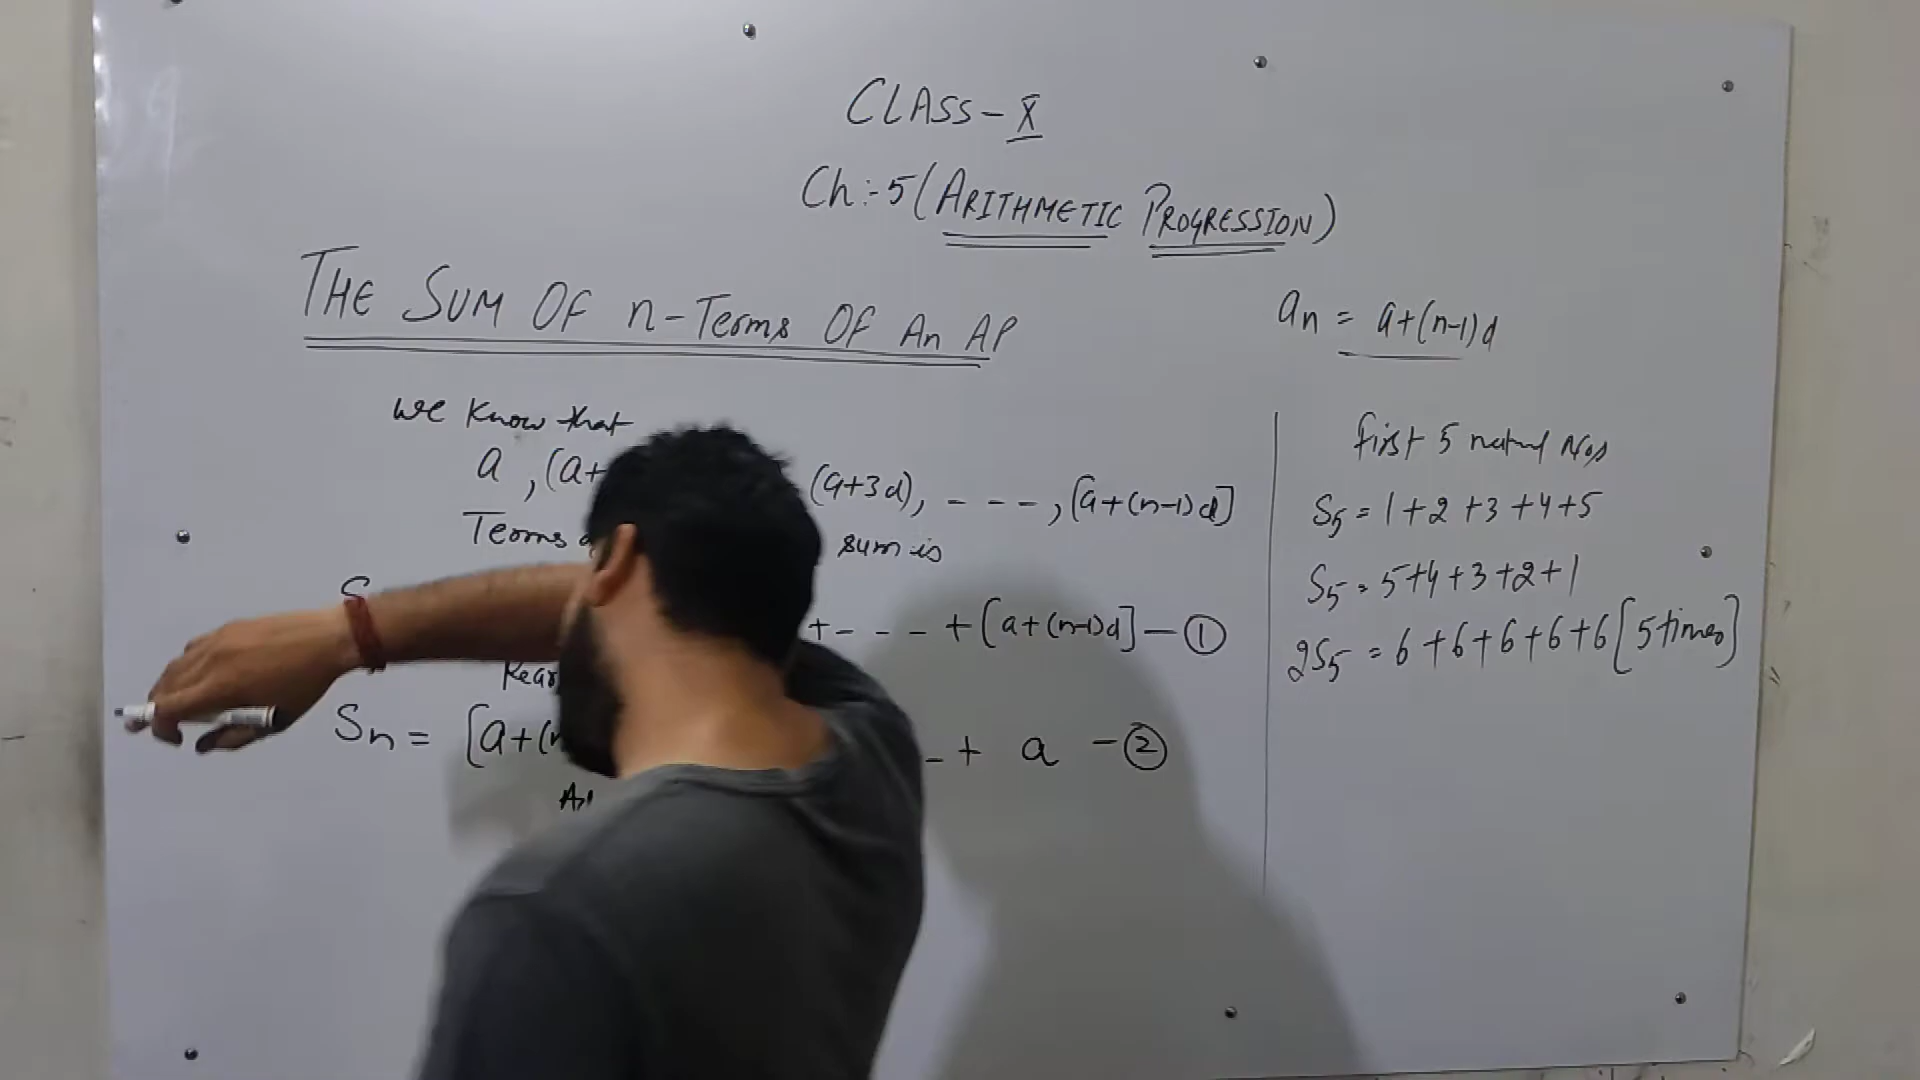 CLASS - X
Ch :- 5 (ARITHMETIC PROGRESSION)
THE SUM OF n-Terms OF An AP
an = a+(n-1)d
We Know that
a , (a+ (a+3d), - - - , [a+(n-1)d]
Terms sum is
S + - - - + [a+(n-1)d] — ①
Sn = [a+(n - + a - ②
first 5 natural Nos
S5 = 1+2+3+4+5
S5 = 5+4+3+2+1
2S5 = 6+6+6+6+6 [5 times]